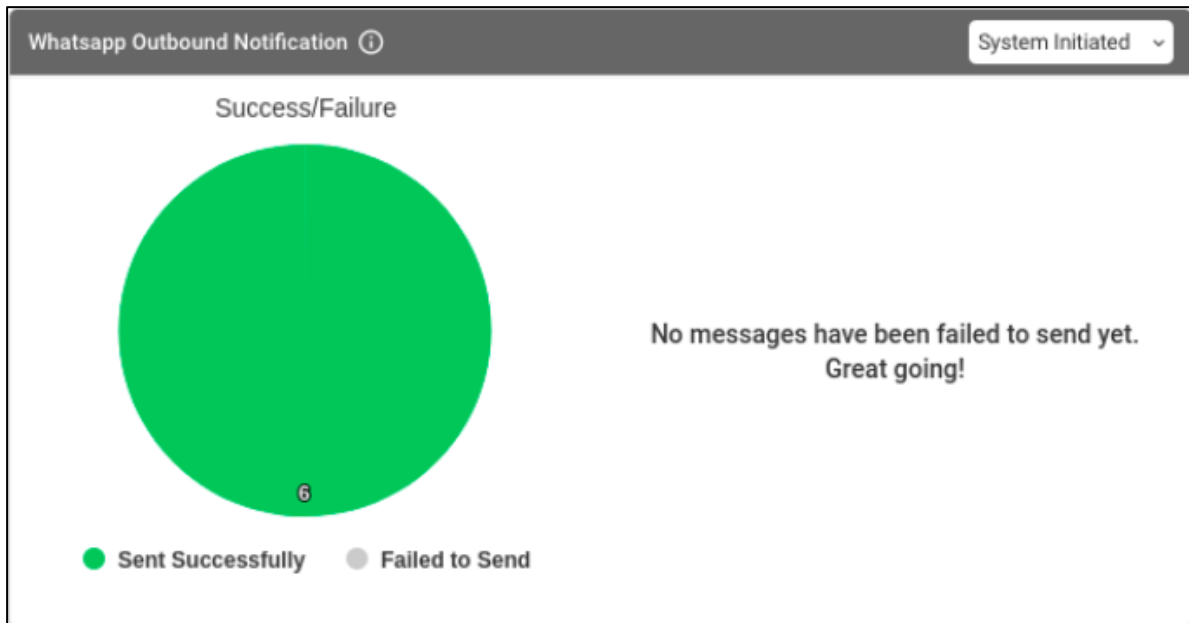 Whatsapp Outbound Notification
System Initiated
Success/Failure
6
No messages have been failed to send yet.
Great going!
Sent Successfully
Failed to Send